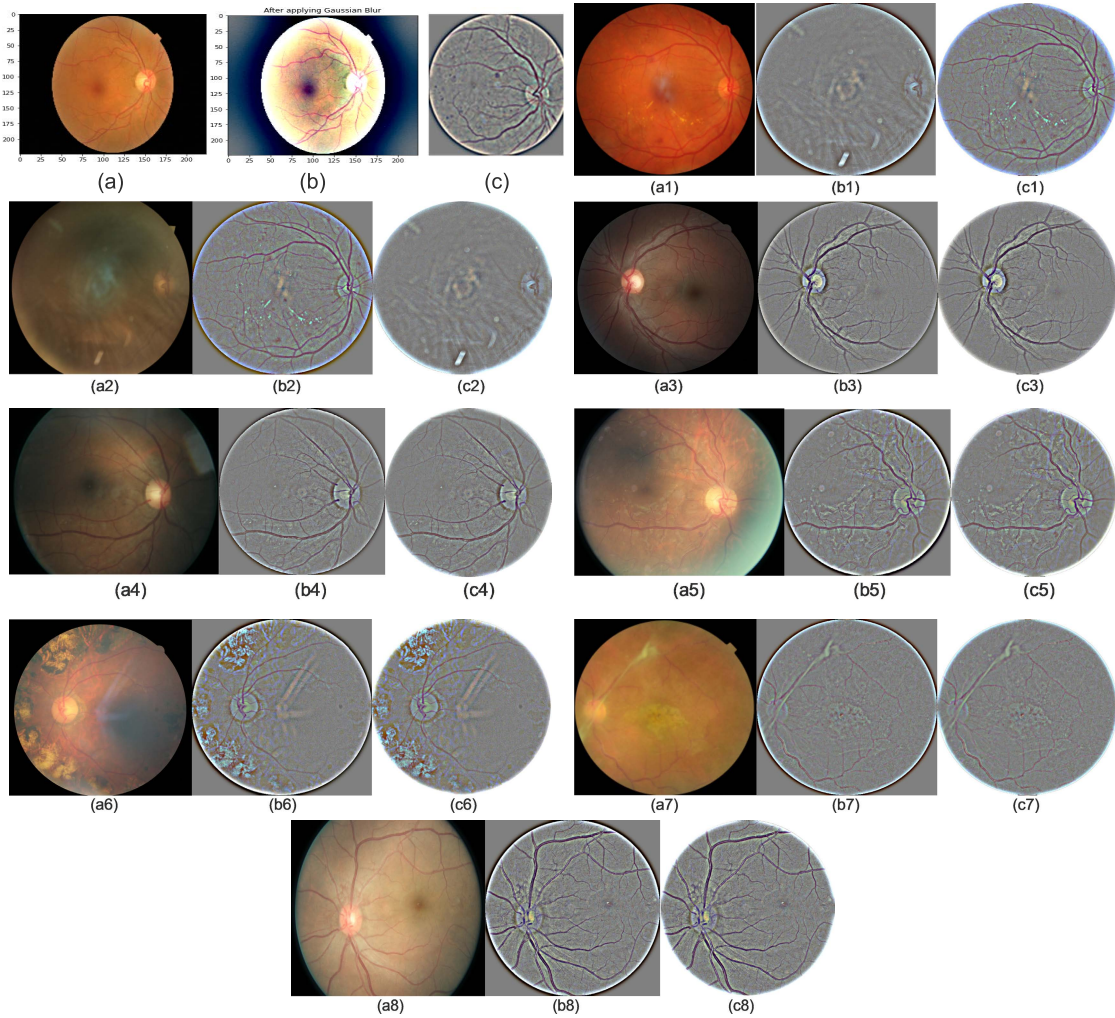 After applying Gaussian Blur
0
25
50
75
100
125
150
175
200
0 25 50 75 100 125 150 175 200
(a)
0
25
50
75
100
125
150
175
200
0 25 50 75 100 125 150 175 200
(b)
(c)
(a1) (b1) (c1)
(a2) (b2) (c2)
(a3) (b3) (c3)
(a4) (b4) (c4)
(a5) (b5) (c5)
(a6) (b6) (c6)
(a7) (b7) (c7)
(a8) (b8) (c8)